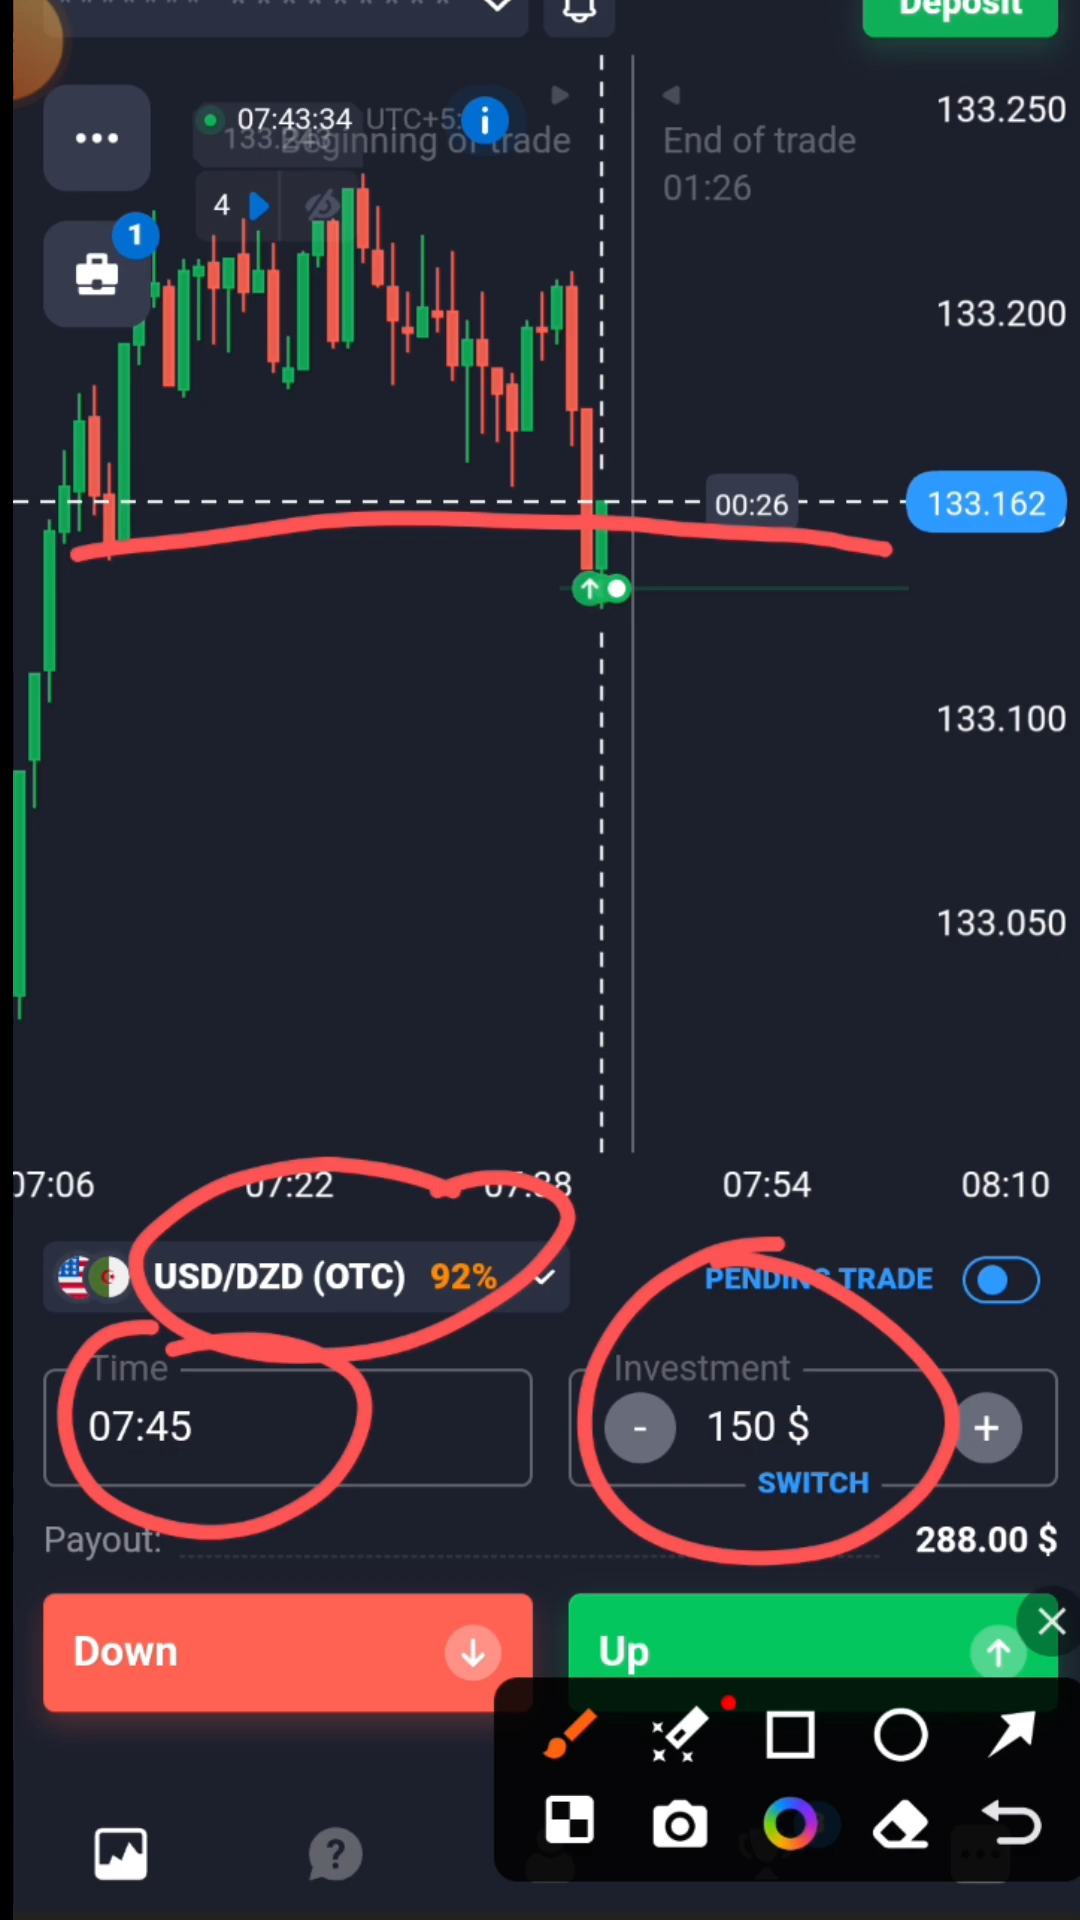 Deposit
07:43:34 UTC+5:
133.250
Beginning of trade
End of trade
01:26
4
1
133.200
00:26
133.162
133.100
133.050
07:06
07:22
07:38
07:54
08:10
USD/DZD (OTC) 92%
PENDING TRADE
Time
07:45
Investment
- 150 $ +
SWITCH
Payout:
288.00 $
Down
Up